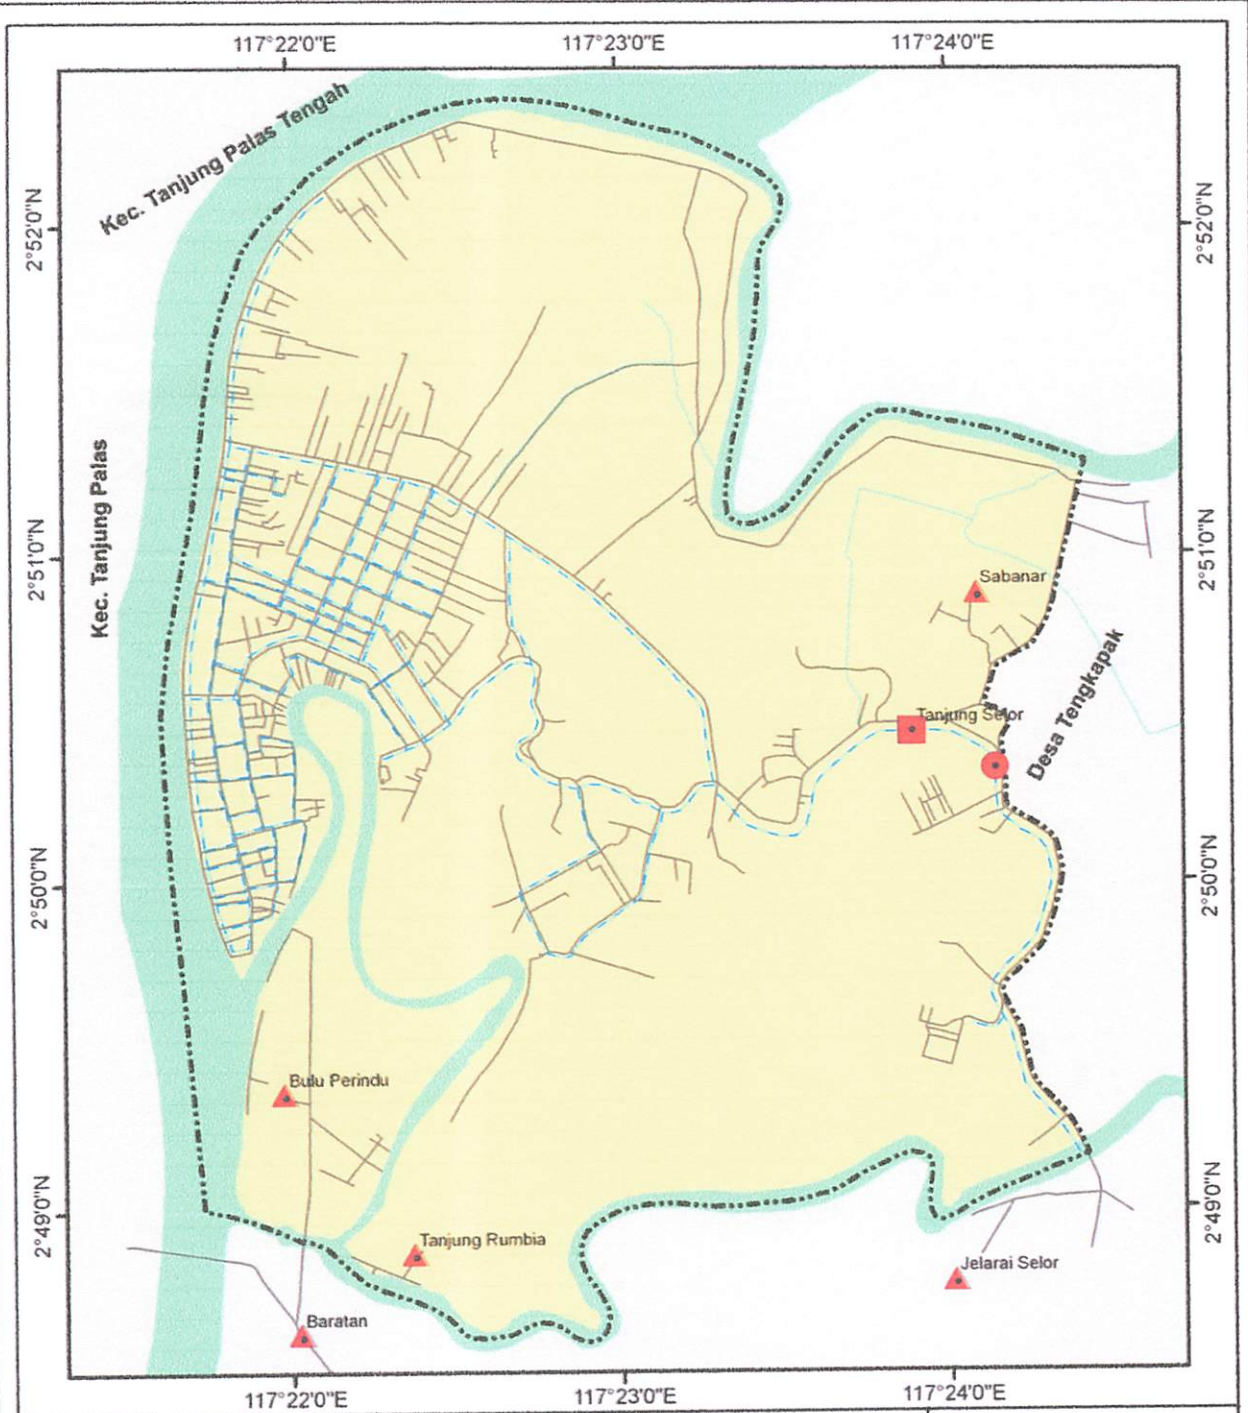 117°22'0"E
117°23'0"E
117°24'0"E
Kec. Tanjung Palas Tengah
2°52'0"N
2°52'0"N
Kec. Tanjung Palas
2°51'0"N
2°51'0"N
Sabanar
Tanjung Selor
Desa Tengkapak
2°50'0"N
2°50'0"N
Bulu Perindu
2°49'0"N
2°49'0"N
Tanjung Rumbia
Jelarai Selor
Baratan
117°22'0"E
117°23'0"E
117°24'0"E